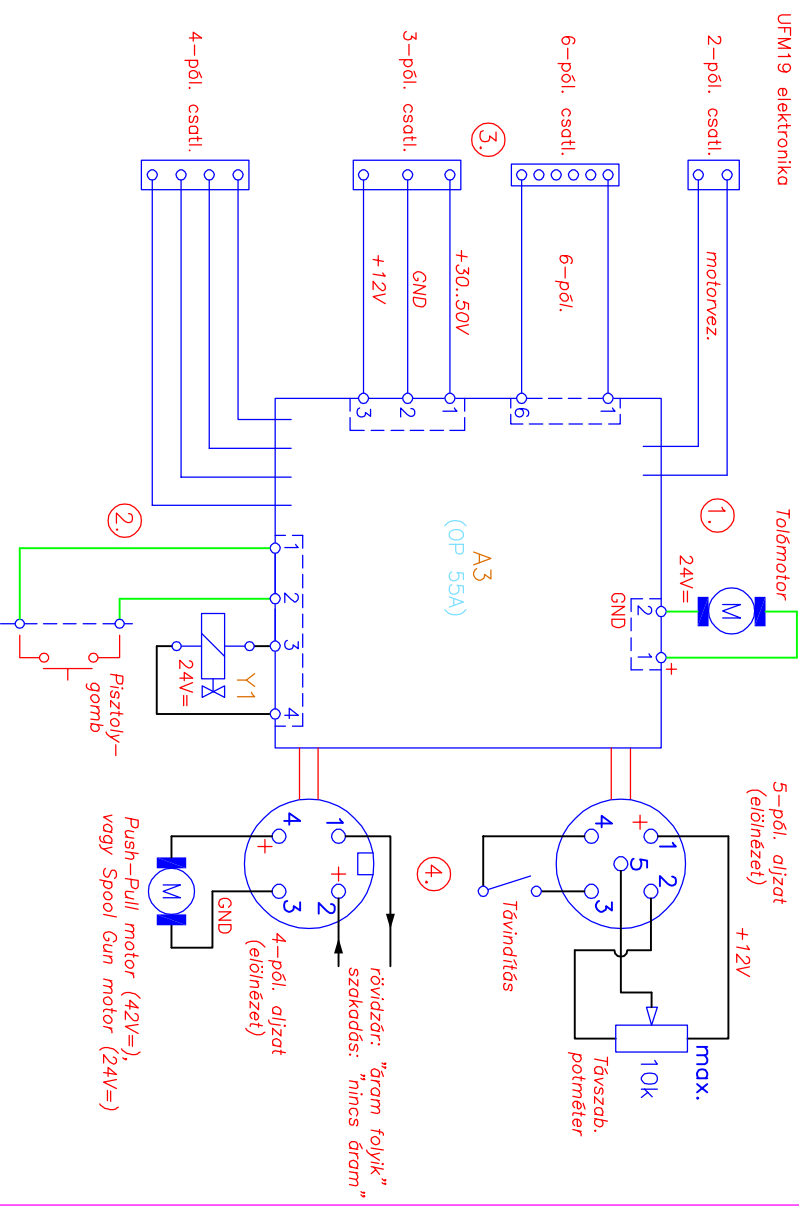 UFM19 elektronika
2-pól. csatl.
6-pól. csatl.
3-pól. csatl.
4-pól. csatl.
3.
motorvez.
6-pól.
+30..50V
GND
+12V
1
6
1
2
3
A3
(OP 55A)
1.
Tolómotor
24V=
M
GND
2
1
+
2.
1
2
3
4
Y1
24V=
Pisztoly-
gomb
5-pól. aljzat
(elölnézet)
+12V
+
1
2
3
4
5
Távindítás
max.
10k
Távszab.
potméter
4.
1
2
+
3
4
+
4-pól. aljzat
(elölnézet)
rövidzár: "áram folyik"
szakadás: "nincs áram"
GND
M
Push-Pull motor (42V=),
vagy Spool Gun motor (24V=)